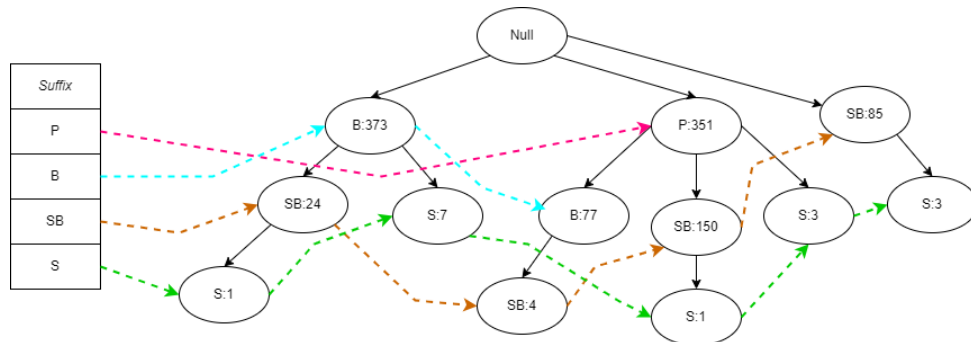 Null
Suffix
P
B
SB
S
B:373
P:351
SB:85
SB:24
S:7
B:77
SB:150
S:3
S:3
S:1
SB:4
S:1